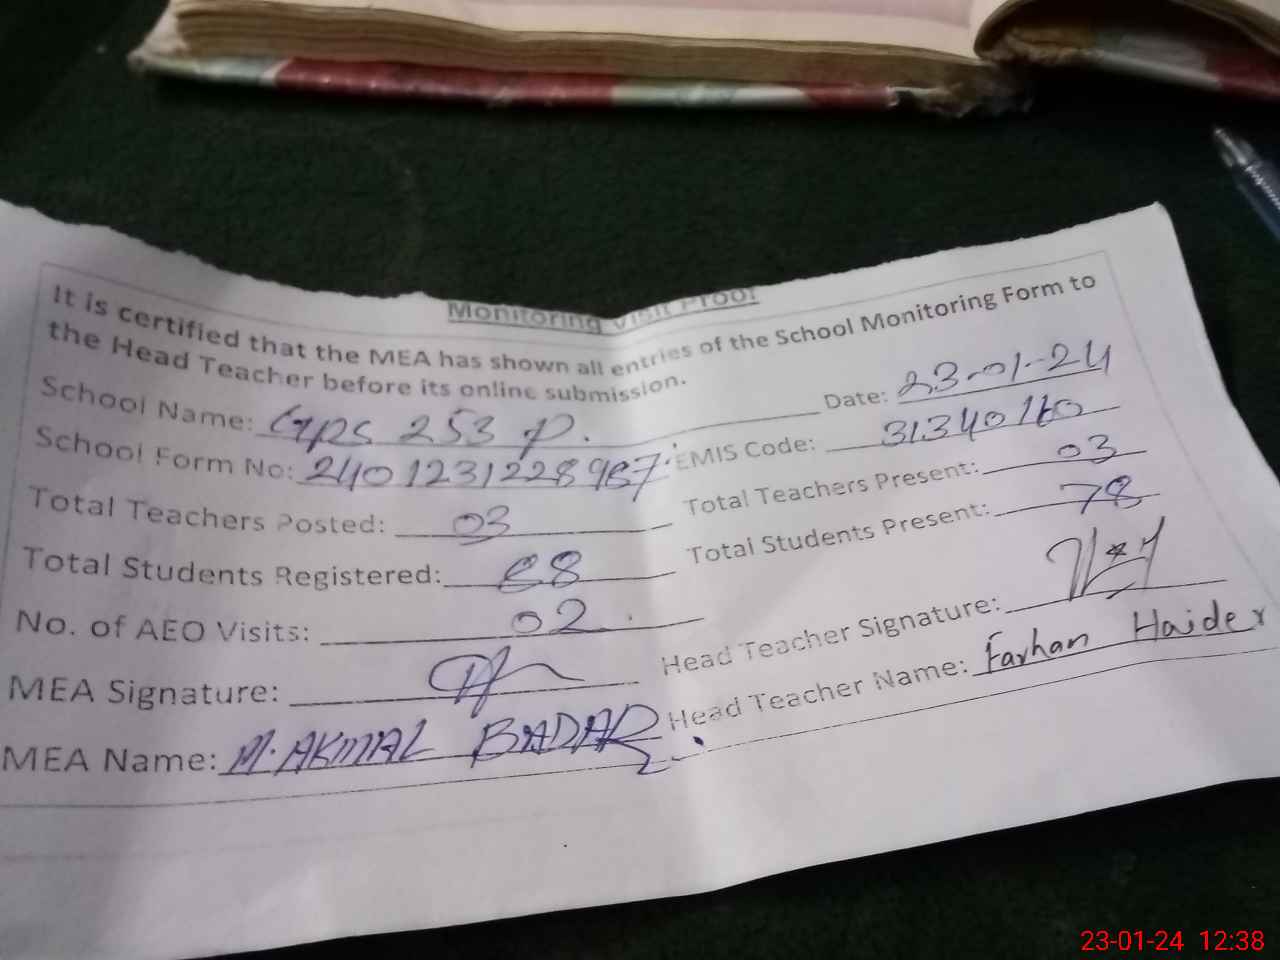 Monitoring Visit Proof
It is certified that the MEA has shown all entries of the School Monitoring Form to
the Head Teacher before its online submission.
School Name: GPS 253 P. Date: 23-01-24
School Form No: 2401231228987 EMIS Code: 31340160
Total Teachers Posted: 03 Total Teachers Present: 03
Total Students Registered: 88 Total Students Present: 78
No. of AEO Visits: 02
MEA Signature: Head Teacher Signature:
MEA Name: M. AKMAL BADAR Head Teacher Name: Farhan Haider
23-01-24 12:38